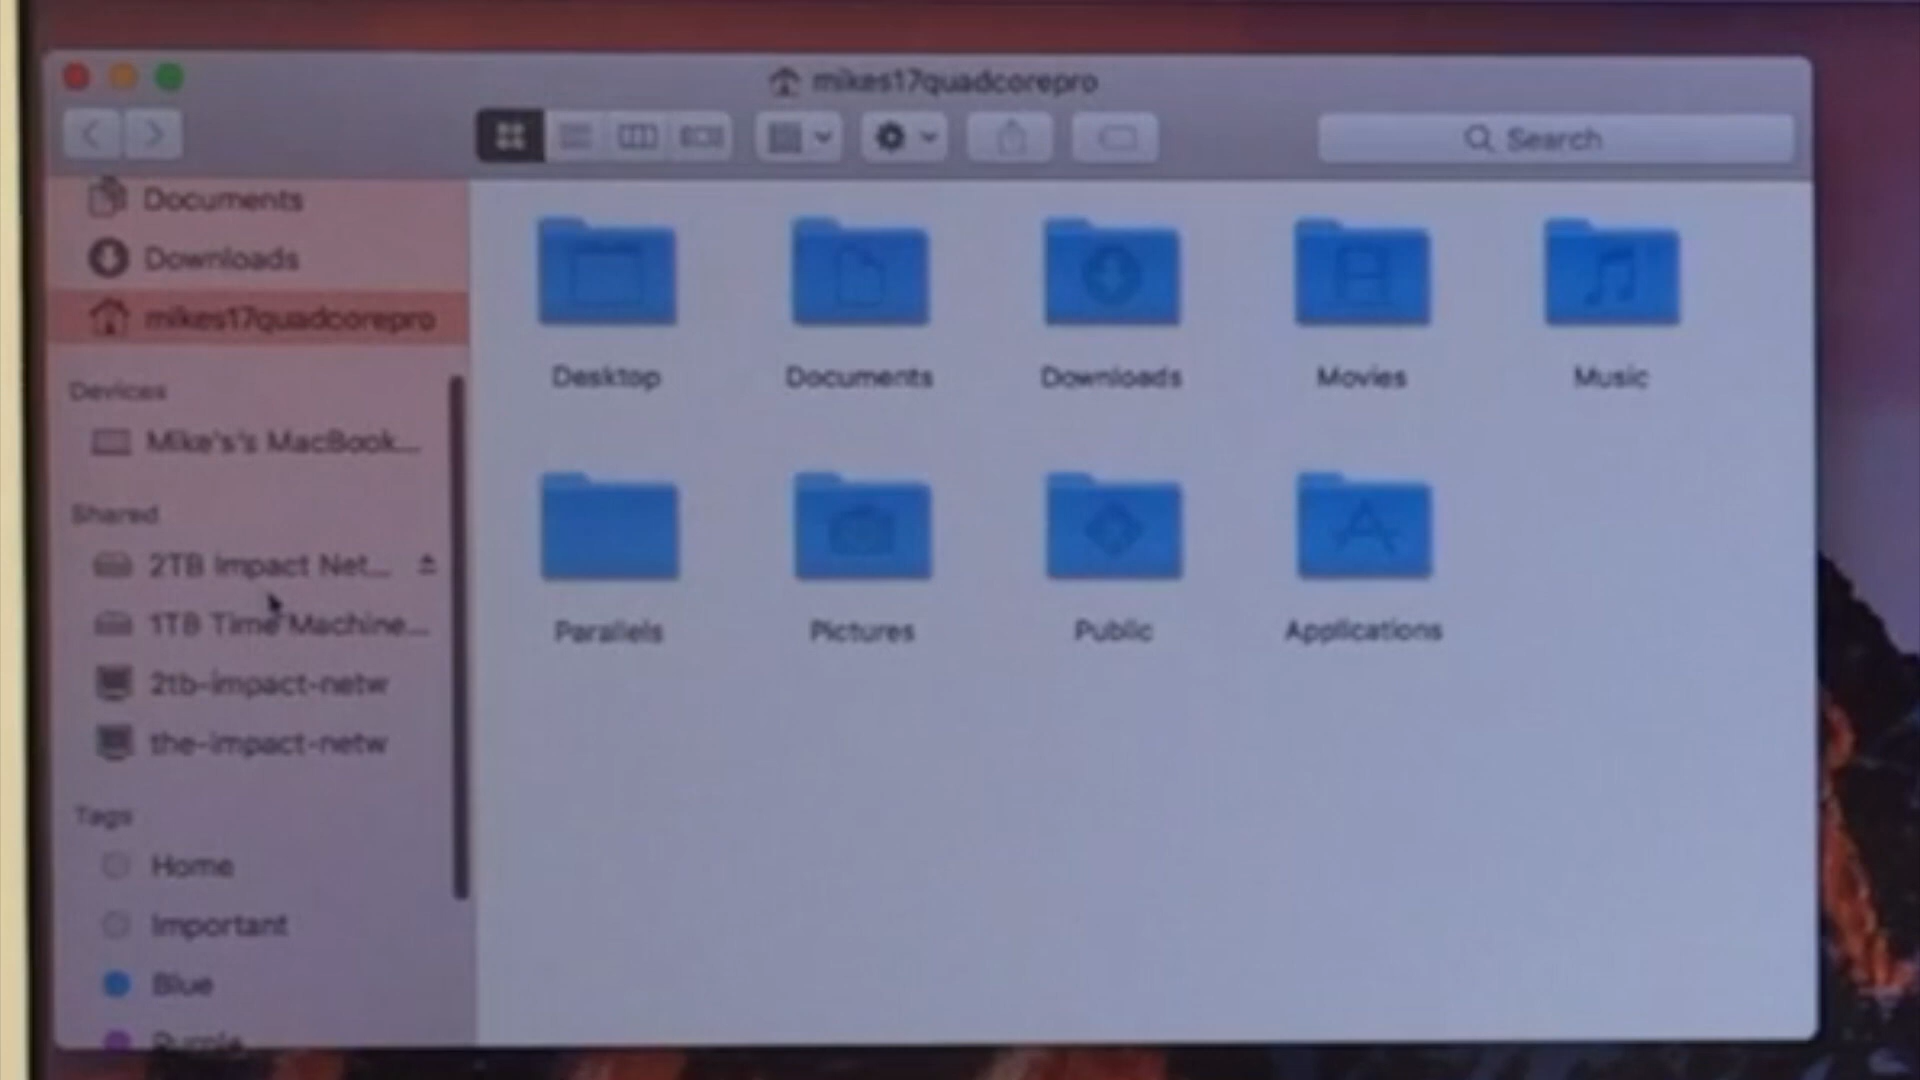 mikes17quadcorepro
Search
Documents
Downloads
mikes17quadcorepro
Devices
Mike's's MacBook...
Shared
2TB Impact Net...
1TB Time Machine...
2tb-impact-netw
the-impact-netw
Tags
Home
Important
Blue
Purple
Desktop
Documents
Downloads
Movies
Music
Parallels
Pictures
Public
Applications